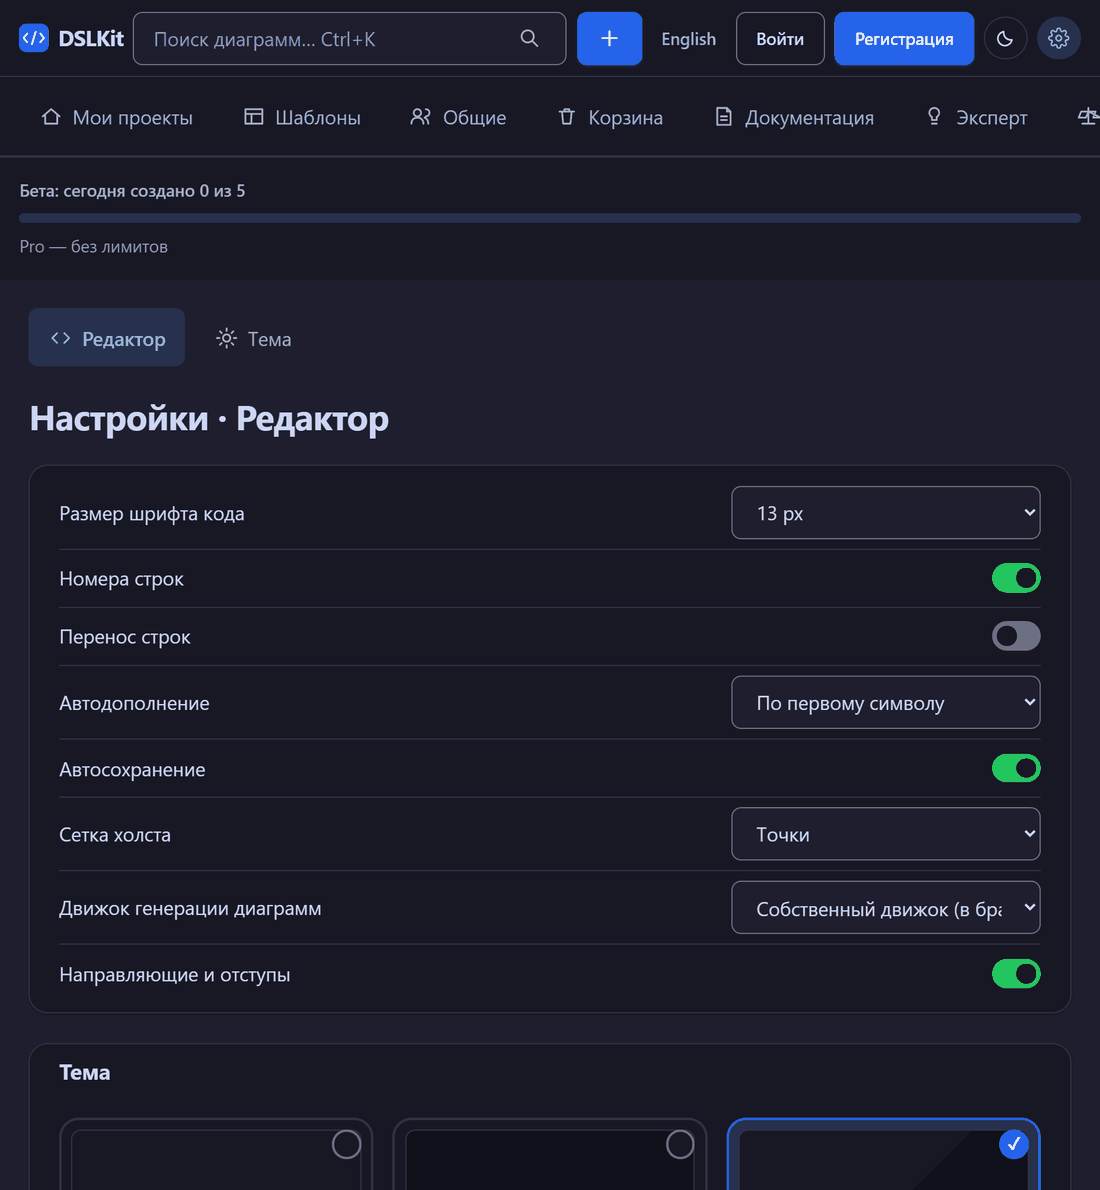 DSLKit
Поиск диаграмм... Ctrl+K
+
English
Войти
Регистрация
Мои проекты
Шаблоны
Общие
Корзина
Документация
Эксперт
Бета: сегодня создано 0 из 5
Pro — без лимитов
Редактор
Тема
Настройки · Редактор
Размер шрифта кода
13 px
Номера строк
Перенос строк
Автодополнение
По первому символу
Автосохранение
Сетка холста
Точки
Движок генерации диаграмм
Собственный движок (в бра
Направляющие и отступы
Тема